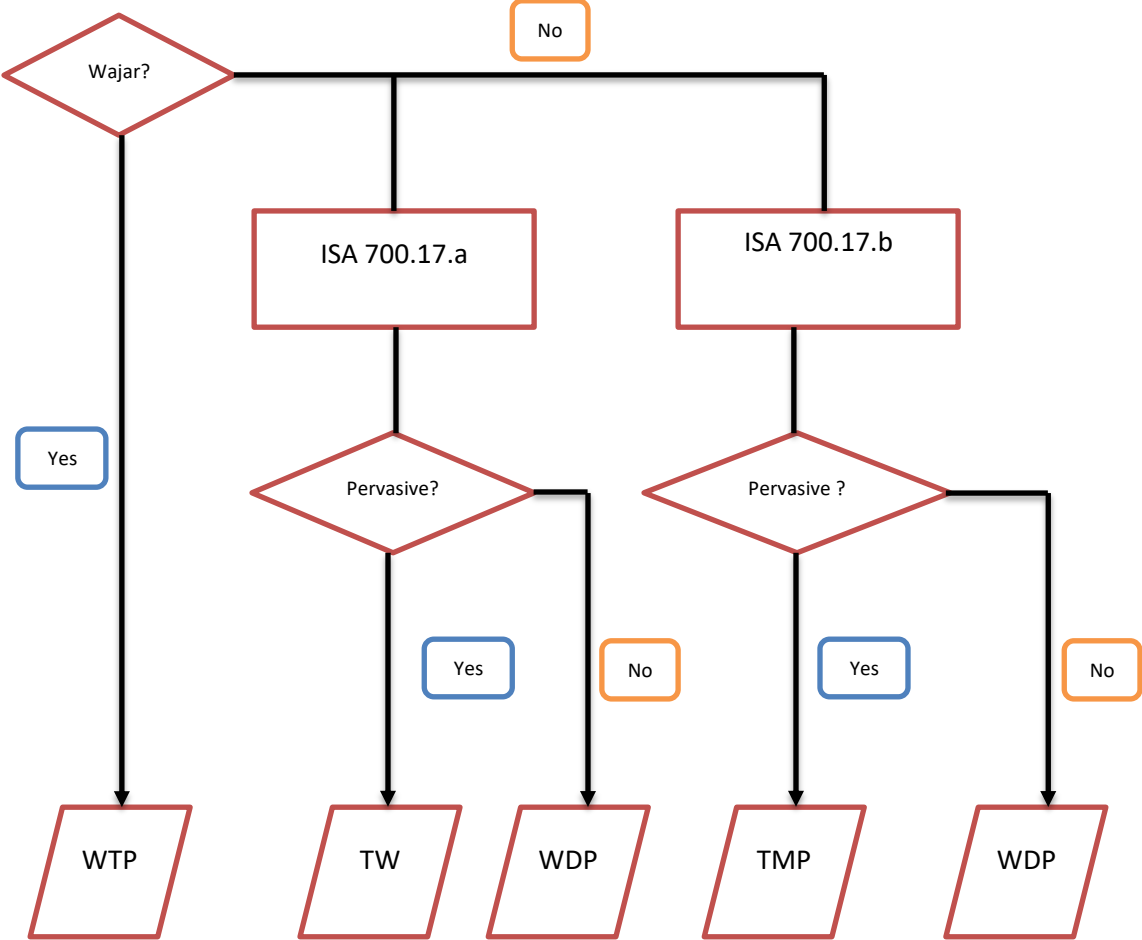 No
Wajar?
ISA 700.17.a
ISA 700.17.b
Yes
Pervasive?
Pervasive ?
Yes
No
Yes
No
WTP
TW
WDP
TMP
WDP